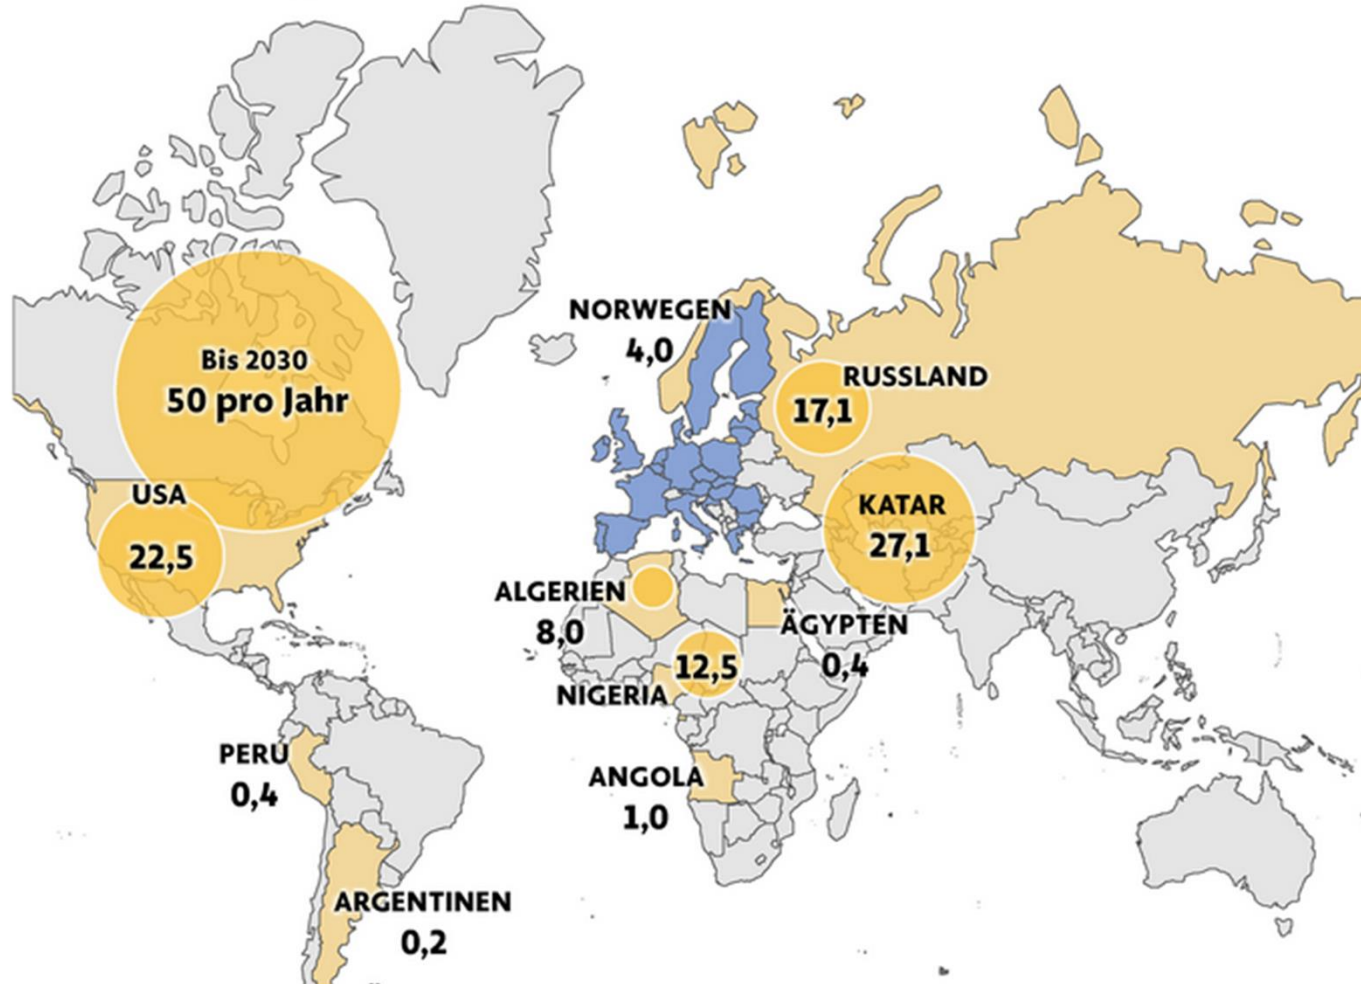 NORWEGEN
4,0
Bis 2030
50 pro Jahr
RUSSLAND
17,1
USA
22,5
KATAR
27,1
ALGERIEN
8,0
ÄGYPTEN
0,4
12,5
NIGERIA
PERU
0,4
ANGOLA
1,0
ARGENTINEN
0,2